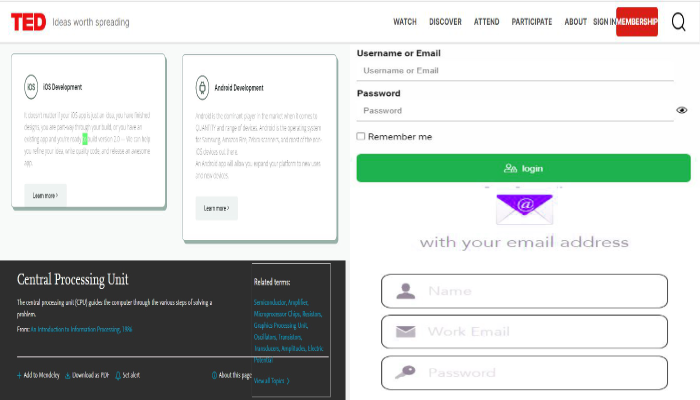 TED Ideas worth spreading WATCH DISCOVER ATTEND PARTICIPATE ABOUT SIGN IN MEMBERSHIP
iOS iOS Development
It doesn't matter if your iOS app is just an idea, you have finished
designs, you are part-way through your build, or you have an
existing app and you're ready build version 2.0 — We can help
you refine your idea, write quality code, and release an awesome
app.
Learn more >
Android Development
Android is the dominant player in the market, when it comes to
QUANTITY and range of devices. Android is the operating system
for Samsung, Amazon Fire, and most of the non-
iOS devices out there.
An Android app will allow you expand your platform to new users
and new devices.
Learn more >
Username or Email
Username or Email
Password
Password
Remember me
login
@
with your email address
Name
Work Email
Password
Central Processing Unit
The central processing unit (CPU) guides the computer through the various steps of solving a
problem.
From: An Introduction to Information Processing, 1986
+ Add to Mendeley Download as PDF Set alert About this page
Related terms:
Semiconductor, Amplifier,
Microprocessor Chips, Resistors,
Graphics Processing Unit,
Oscillators, Transistors,
Transducers, Amplitudes, Electric
Potential
View all Topics >